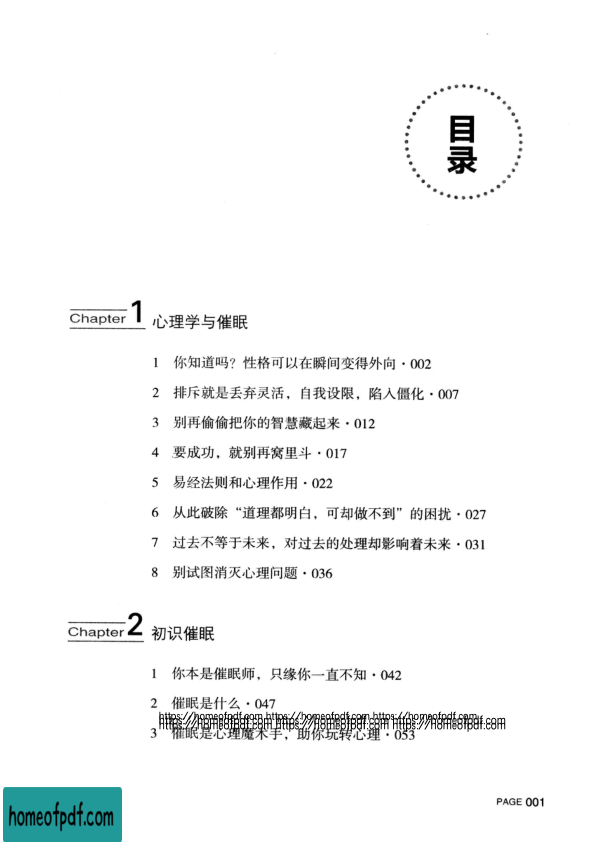 目
录
Chapter 1 心理学与催眠
1 你知道吗？性格可以在瞬间变得外向・002
2 排斥就是丢弃灵活，自我设限，陷入僵化・007
3 别再偷偷把你的智慧藏起来・012
4 要成功，就别再窝里斗・017
5 易经法则和心理作用・022
6 从此破除“道理都明白，可却做不到”的困扰・027
7 过去不等于未来，对过去的处理却影响着未来・031
8 别试图消灭心理问题・036
Chapter 2 初识催眠
1 你本是催眠师，只缘你一直不知・042
2 催眠是什么・047
https://homeofpdf.com https://homeofpdf.com https://homeofpdf.com
https://homeofpdf.com https://homeofpdf.com https://homeofpdf.com
3 催眠是心理魔术手，助你玩转心理・053
PAGE 001
homeofpdf.com